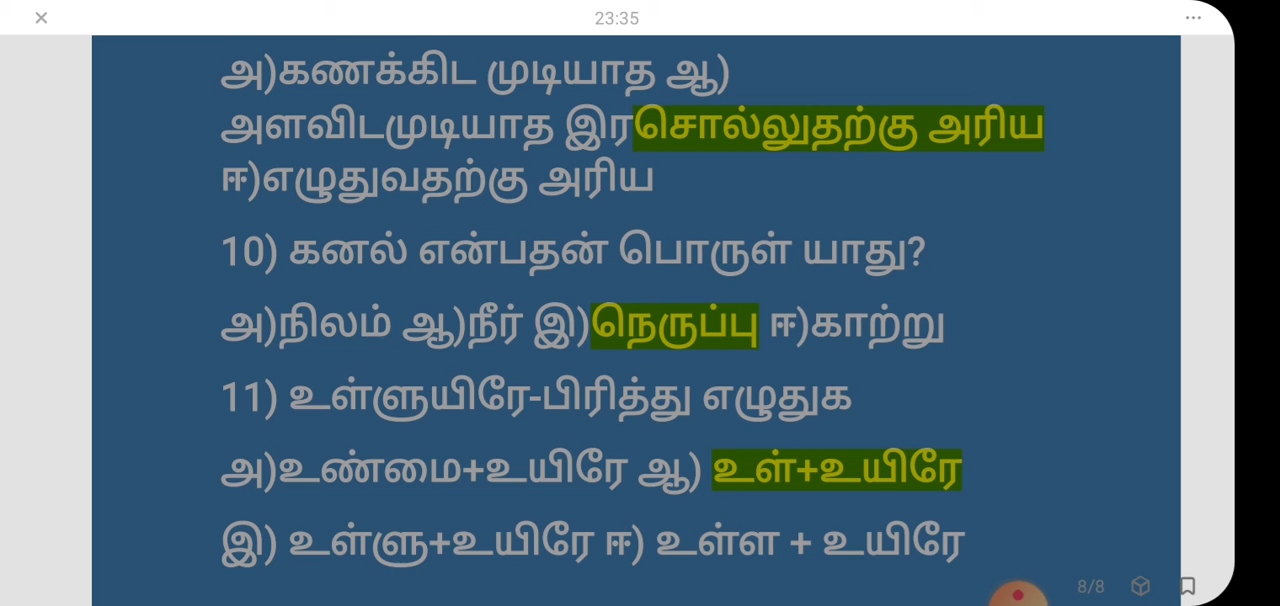 23:35
அ)கணக்கிட முடியாத ஆ)
அளவிடமுடியாத இரசொல்லுதற்கு அரிய
ஈ)எழுதுவதற்கு அரிய
10) கனல் என்பதன் பொருள் யாது?
அ)நிலம் ஆ)நீர் இ)நெருப்பு ஈ)காற்று
11) உள்ளுயிரே-பிரித்து எழுதுக
அ)உண்மை+உயிரே ஆ) உள்+உயிரே
இ) உள்ளு+உயிரே ஈ) உள்ள + உயிரே
8/8